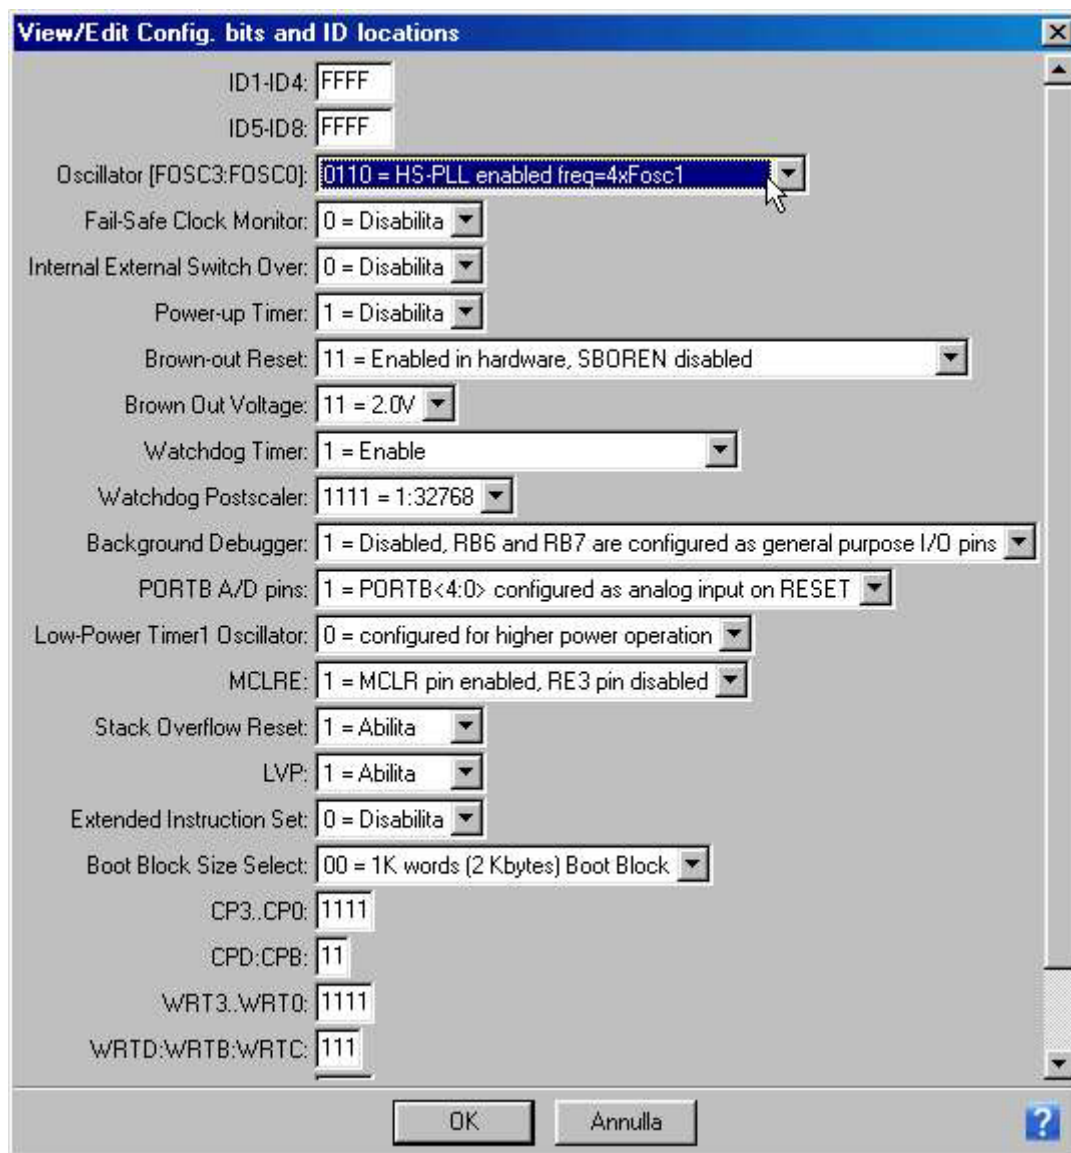 View/Edit Config. bits and ID locations
ID1-ID4: FFFF
ID5-ID8: FFFF
Oscillator [FOSC3:FOSC0]: 0110 = HS-PLL enabled freq=4xFosc1
Fail-Safe Clock Monitor: 0 = Disabilita
Internal External Switch Over: 0 = Disabilita
Power-up Timer: 1 = Disabilita
Brown-out Reset: 11 = Enabled in hardware, SBOREN disabled
Brown Out Voltage: 11 = 2.0V
Watchdog Timer: 1 = Enable
Watchdog Postscaler: 1111 = 1:32768
Background Debugger: 1 = Disabled, RB6 and RB7 are configured as general purpose I/O pins
PORTB A/D pins: 1 = PORTB<4:0> configured as analog input on RESET
Low-Power Timer1 Oscillator: 0 = configured for higher power operation
MCLRE: 1 = MCLR pin enabled, RE3 pin disabled
Stack Overflow Reset: 1 = Abilita
LVP: 1 = Abilita
Extended Instruction Set: 0 = Disabilita
Boot Block Size Select: 00 = 1K words (2 Kbytes) Boot Block
CP3..CP0: 1111
CPD:CPB: 11
WRT3..WRT0: 1111
WRTD:WRTB:WRTC: 111
OK Annulla ?